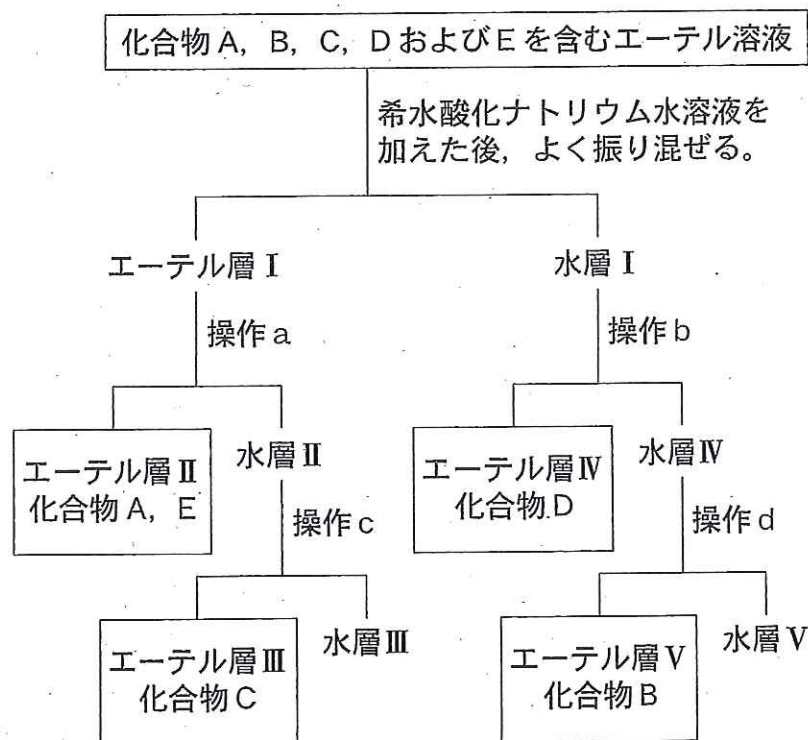 化合物A，B，C，DおよびEを含むエーテル溶液
希水酸化ナトリウム水溶液を
加えた後，よく振り混ぜる。
エーテル層Ⅰ
水層Ⅰ
操作a
操作b
エーテル層Ⅱ
化合物A，E
水層Ⅱ
エーテル層Ⅳ
化合物D
水層Ⅳ
操作c
操作d
エーテル層Ⅲ
化合物C
水層Ⅲ
エーテル層Ⅴ
化合物B
水層Ⅴ